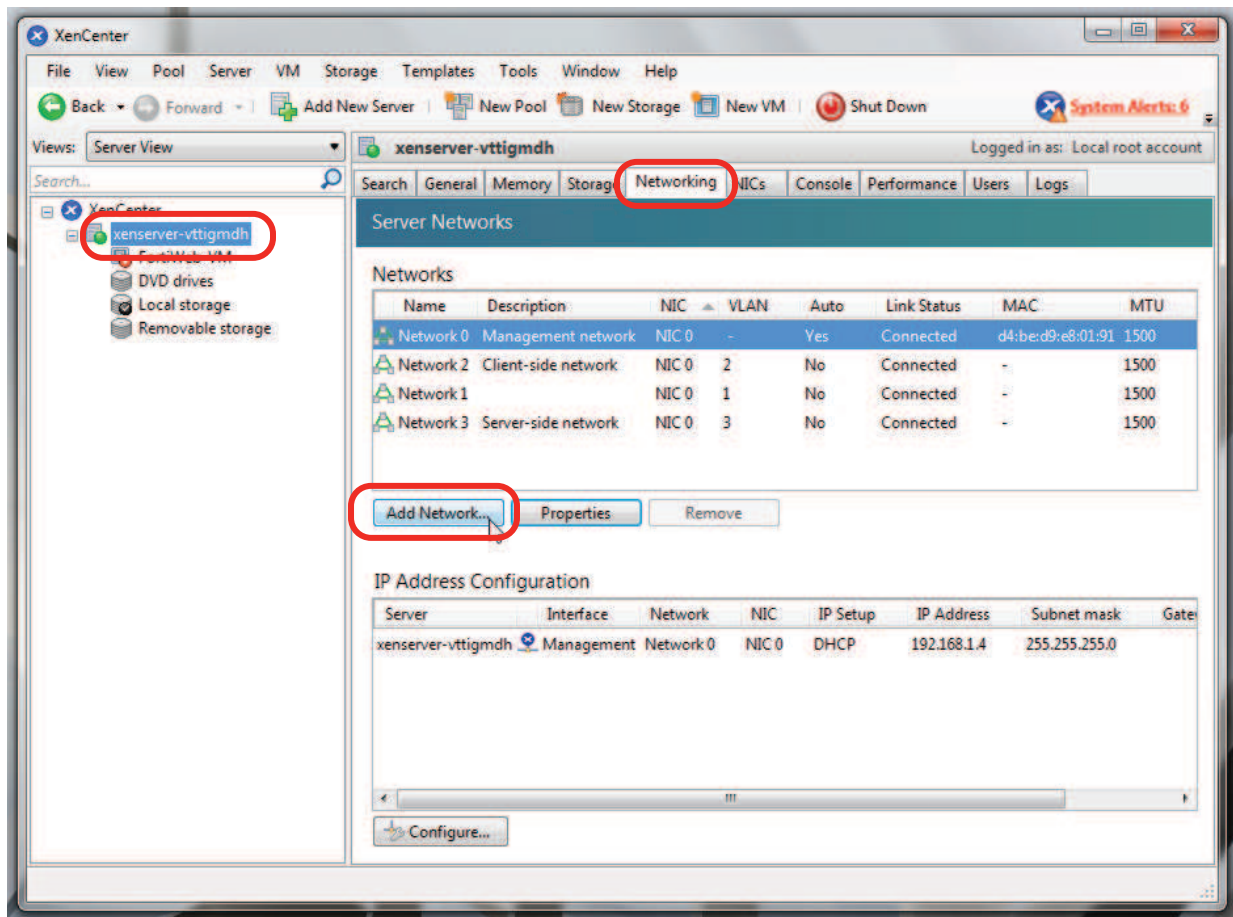 XenCenter
File View Pool Server VM Storage Templates Tools Window Help
Back Forward Add New Server New Pool New Storage New VM Shut Down System Alerts: 6
Views: Server View
xenserver-vttigmdh Logged in as: Local root account
Search...
Search General Memory Storage Networking NICs Console Performance Users Logs
XenCenter
xenserver-vttigmdh
FortiWeb-VM
DVD drives
Local storage
Removable storage
Server Networks
Networks
Name Description NIC VLAN Auto Link Status MAC MTU
Network 0 Management network NIC 0 - Yes Connected d4:be:d9:e8:01:91 1500
Network 2 Client-side network NIC 0 2 No Connected - 1500
Network 1 NIC 0 1 No Connected - 1500
Network 3 Server-side network NIC 0 3 No Connected - 1500
Add Network... Properties Remove
IP Address Configuration
Server Interface Network NIC IP Setup IP Address Subnet mask Gate
xenserver-vttigmdh Management Network 0 NIC 0 DHCP 192.168.1.4 255.255.255.0
Configure...